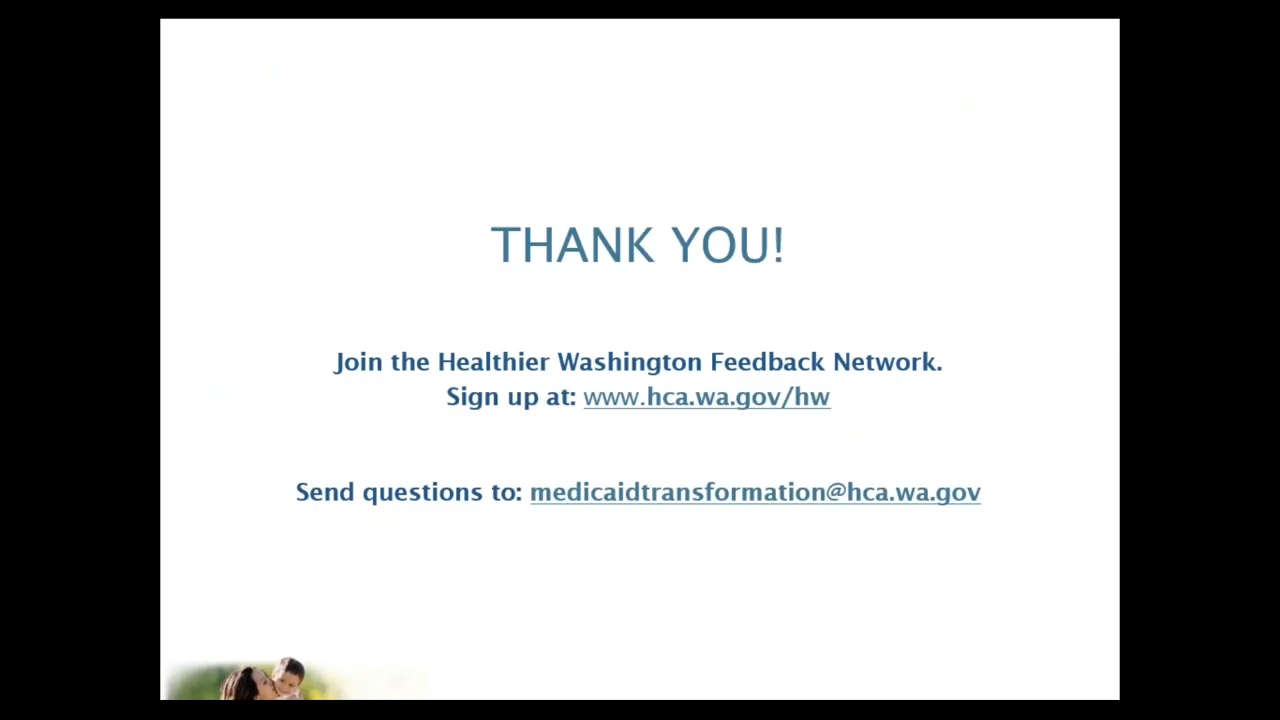 THANK YOU!
Join the Healthier Washington Feedback Network.
Sign up at: www.hca.wa.gov/hw
Send questions to: medicaidtransformation@hca.wa.gov